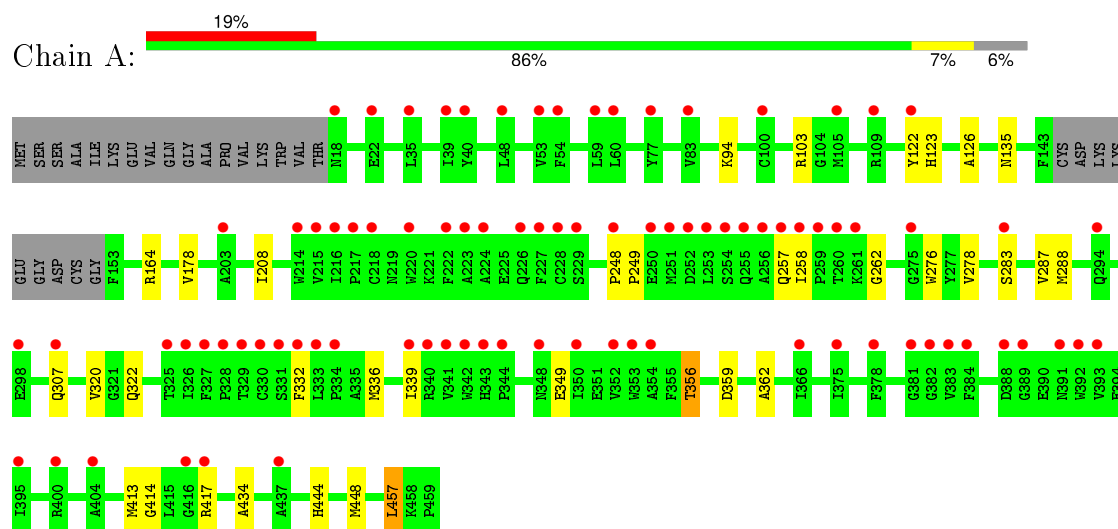 19%
Chain A:
86% 7% 6%
MET SER SER ALA ILE LYS GLU VAL GLN GLY ALA PRO VAL LYS TRP VAL THR N18 E22 L35 I39 Y40 L48 V53 F54 L59 L60 Y77 V83 K94 C100 R103 G104 M105 R109 Y122 H123 A126 N135 F143 CYS ASP LYS LYS
GLU GLY ASP CYS GLY F153 R164 V178 A203 I208 W214 V215 I216 P217 C218 N219 W220 K221 F222 A223 A224 E225 Q226 F227 C228 S229 P248 P249 E250 M251 D252 L253 S254 Q255 A256 Q257 I258 P259 T260 K261 G262 G275 W276 Y277 V278 S283 V287 M288 Q294
E298 Q307 V320 G321 Q322 T325 I326 F327 P328 T329 C330 S331 F332 L333 P334 A335 M336 I339 R340 V341 W342 H343 P344 N348 E349 I350 E351 V352 W353 A354 F355 T356 D359 A362 I366 I375 F378 G381 G382 V383 F384 D388 G389 E390 N391 W392 V393
I395 R400 A404 M413 G414 L415 G416 R417 A434 A437 H444 M448 L457 K458 P459